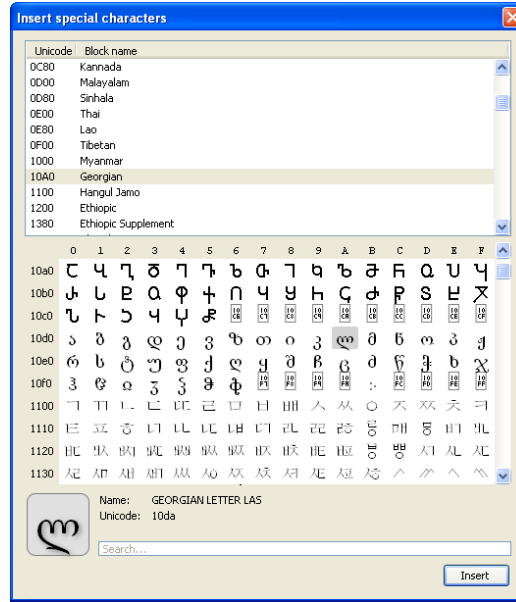 Insert special characters
Unicode Block name
0C80 Kannada
0D00 Malayalam
0D80 Sinhala
0E00 Thai
0E80 Lao
0F00 Tibetan
1000 Myanmar
10A0 Georgian
1100 Hangul Jamo
1200 Ethiopic
1380 Ethiopic Supplement
0 1 2 3 4 5 6 7 8 9 A B C D E F
10a0 Ⴀ Ⴁ Ⴂ Ⴃ Ⴄ Ⴅ Ⴆ Ⴇ Ⴈ Ⴉ Ⴊ Ⴋ Ⴌ Ⴍ Ⴎ Ⴏ
10b0 Ⴐ Ⴑ Ⴒ Ⴓ Ⴔ Ⴕ Ⴖ Ⴗ Ⴘ Ⴙ Ⴚ Ⴛ Ⴜ Ⴝ Ⴞ Ⴟ
10c0 Ⴠ Ⴡ Ⴢ Ⴣ Ⴤ Ⴥ
10d0 ა ბ გ დ ე ვ ზ თ ი კ ლ მ ნ ო პ ჟ
10e0 რ ს ტ უ ფ ქ ღ ყ შ ჩ ც ძ წ ჭ ხ ჯ
10f0 ჰ ჱ ჲ ჳ ჴ ჵ ჶ ჻
1100 ᄀ ᄁ ᄂ ᄃ ᄄ ᄅ ᄆ ᄇ ᄈ ᄉ ᄊ ᄋ ᄌ ᄍ ᄎ ᄏ
1110 ᄐ ᄑ ᄒ ᄓ ᄔ ᄕ ᄖ ᄗ ᄘ ᄙ ᄚ ᄛ ᄜ ᄝ ᄞ ᄟ
1120 ᄠ ᄡ ᄢ ᄣ ᄤ ᄥ ᄦ ᄧ ᄨ ᄩ ᄪ ᄫ ᄬ ᄭ ᄮ ᄯ
1130 ᄰ ᄱ ᄲ ᄳ ᄴ ᄵ ᄶ ᄷ ᄸ ᄹ ᄺ ᄻ ᄼ ᄽ ᄾ ᄿ
ლ
Name: GEORGIAN LETTER LAS
Unicode: 10da
Search...
Insert